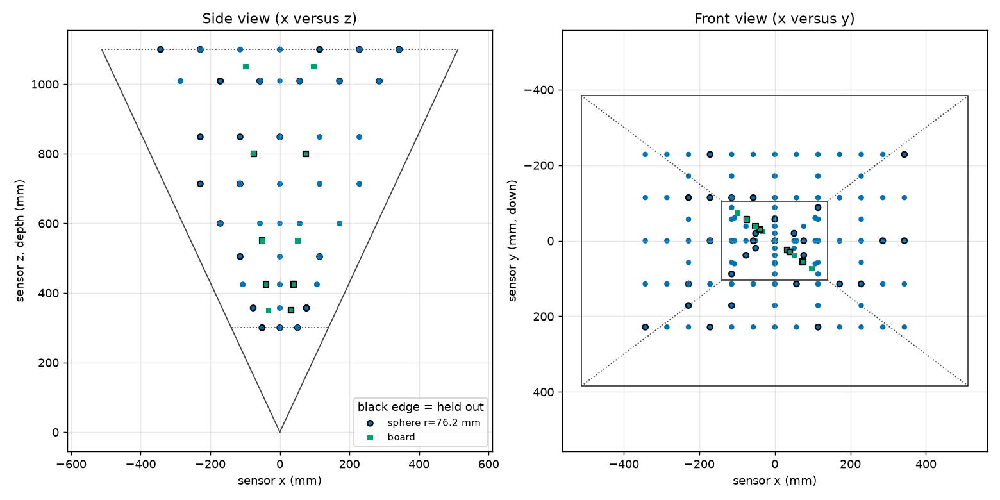 Side view (x versus z)
sensor z, depth (mm)
1000
800
600
400
200
0
−600
−400
−200
0
200
400
600
sensor x (mm)
black edge = held out
sphere r=76.2 mm
board
Front view (x versus y)
sensor y (mm, down)
−400
−200
0
200
400
−400
−200
0
200
400
sensor x (mm)